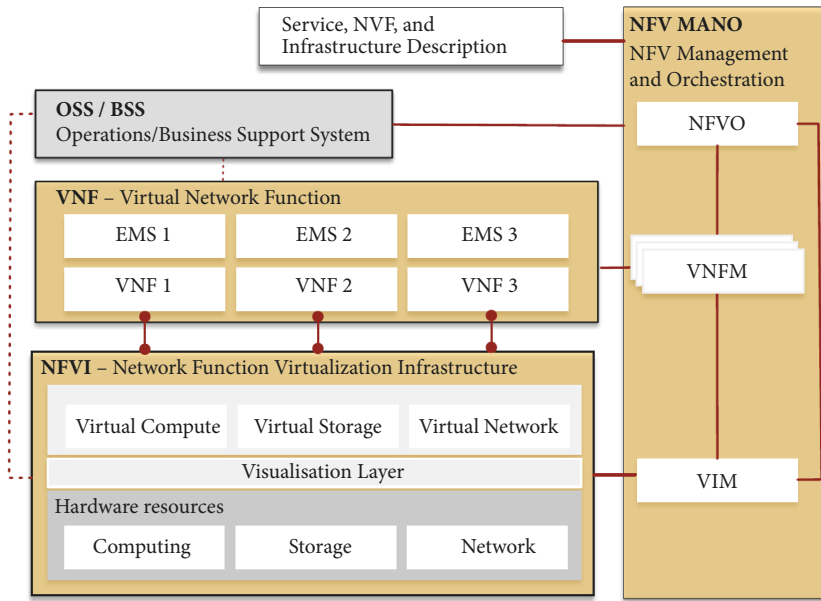 Service, NVF, and
Infrastructure Description
NFV MANO
NFV Management
and Orchestration
OSS / BSS
Operations/Business Support System
NFVO
VNF – Virtual Network Function
EMS 1
EMS 2
EMS 3
VNF 1
VNF 2
VNF 3
VNFM
NFVI – Network Function Virtualization Infrastructure
Virtual Compute
Virtual Storage
Virtual Network
Visualisation Layer
VIM
Hardware resources
Computing
Storage
Network